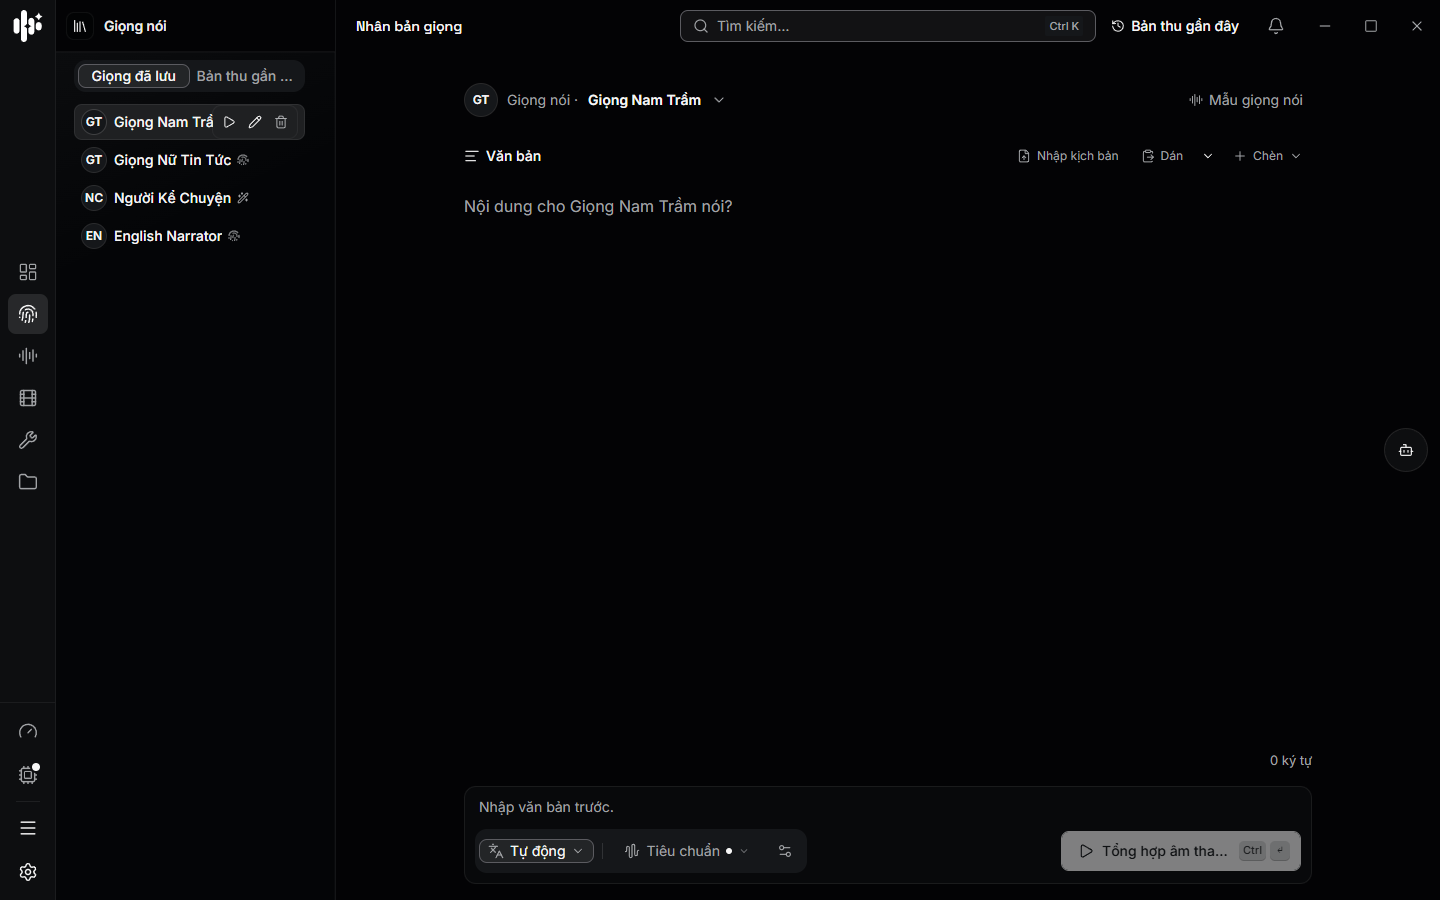 Giọng nói
Nhân bản giọng
Tìm kiếm...
Ctrl K
Bản thu gần đây
Giọng đã lưu
Bản thu gần ...
GT
Giọng Nam Trầ
GT
Giọng Nữ Tin Tức
NC
Người Kể Chuyện
EN
English Narrator
GT
Giọng nói ·
Giọng Nam Trầm
Mẫu giọng nói
Văn bản
Nhập kịch bản
Dán
Chèn
Nội dung cho Giọng Nam Trầm nói?
0 ký tự
Nhập văn bản trước.
Tự động
Tiêu chuẩn
Tổng hợp âm tha...
Ctrl